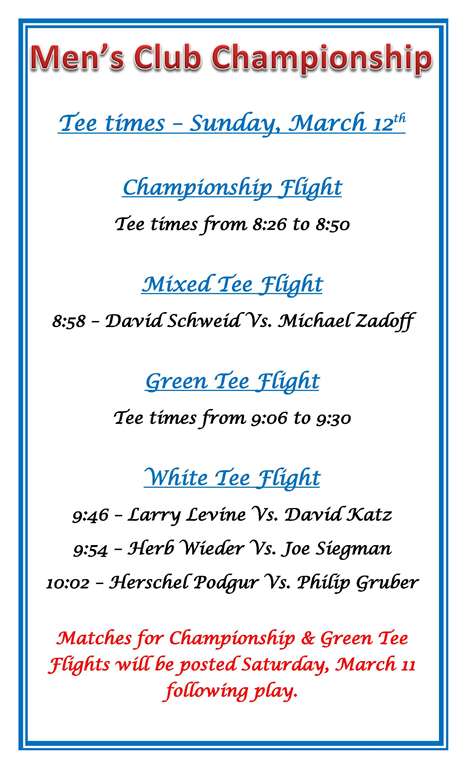 Men's Club Championship
Tee times – Sunday, March 12th
Championship Flight
Tee times from 8:26 to 8:50
Mixed Tee Flight
8:58 – David Schweid Vs. Michael Zadoff
Green Tee Flight
Tee times from 9:06 to 9:30
White Tee Flight
9:46 – Larry Levine Vs. David Katz
9:54 – Herb Wieder Vs. Joe Siegman
10:02 – Herschel Podgur Vs. Philip Gruber
Matches for Championship & Green Tee
Flights will be posted Saturday, March 11
following play.